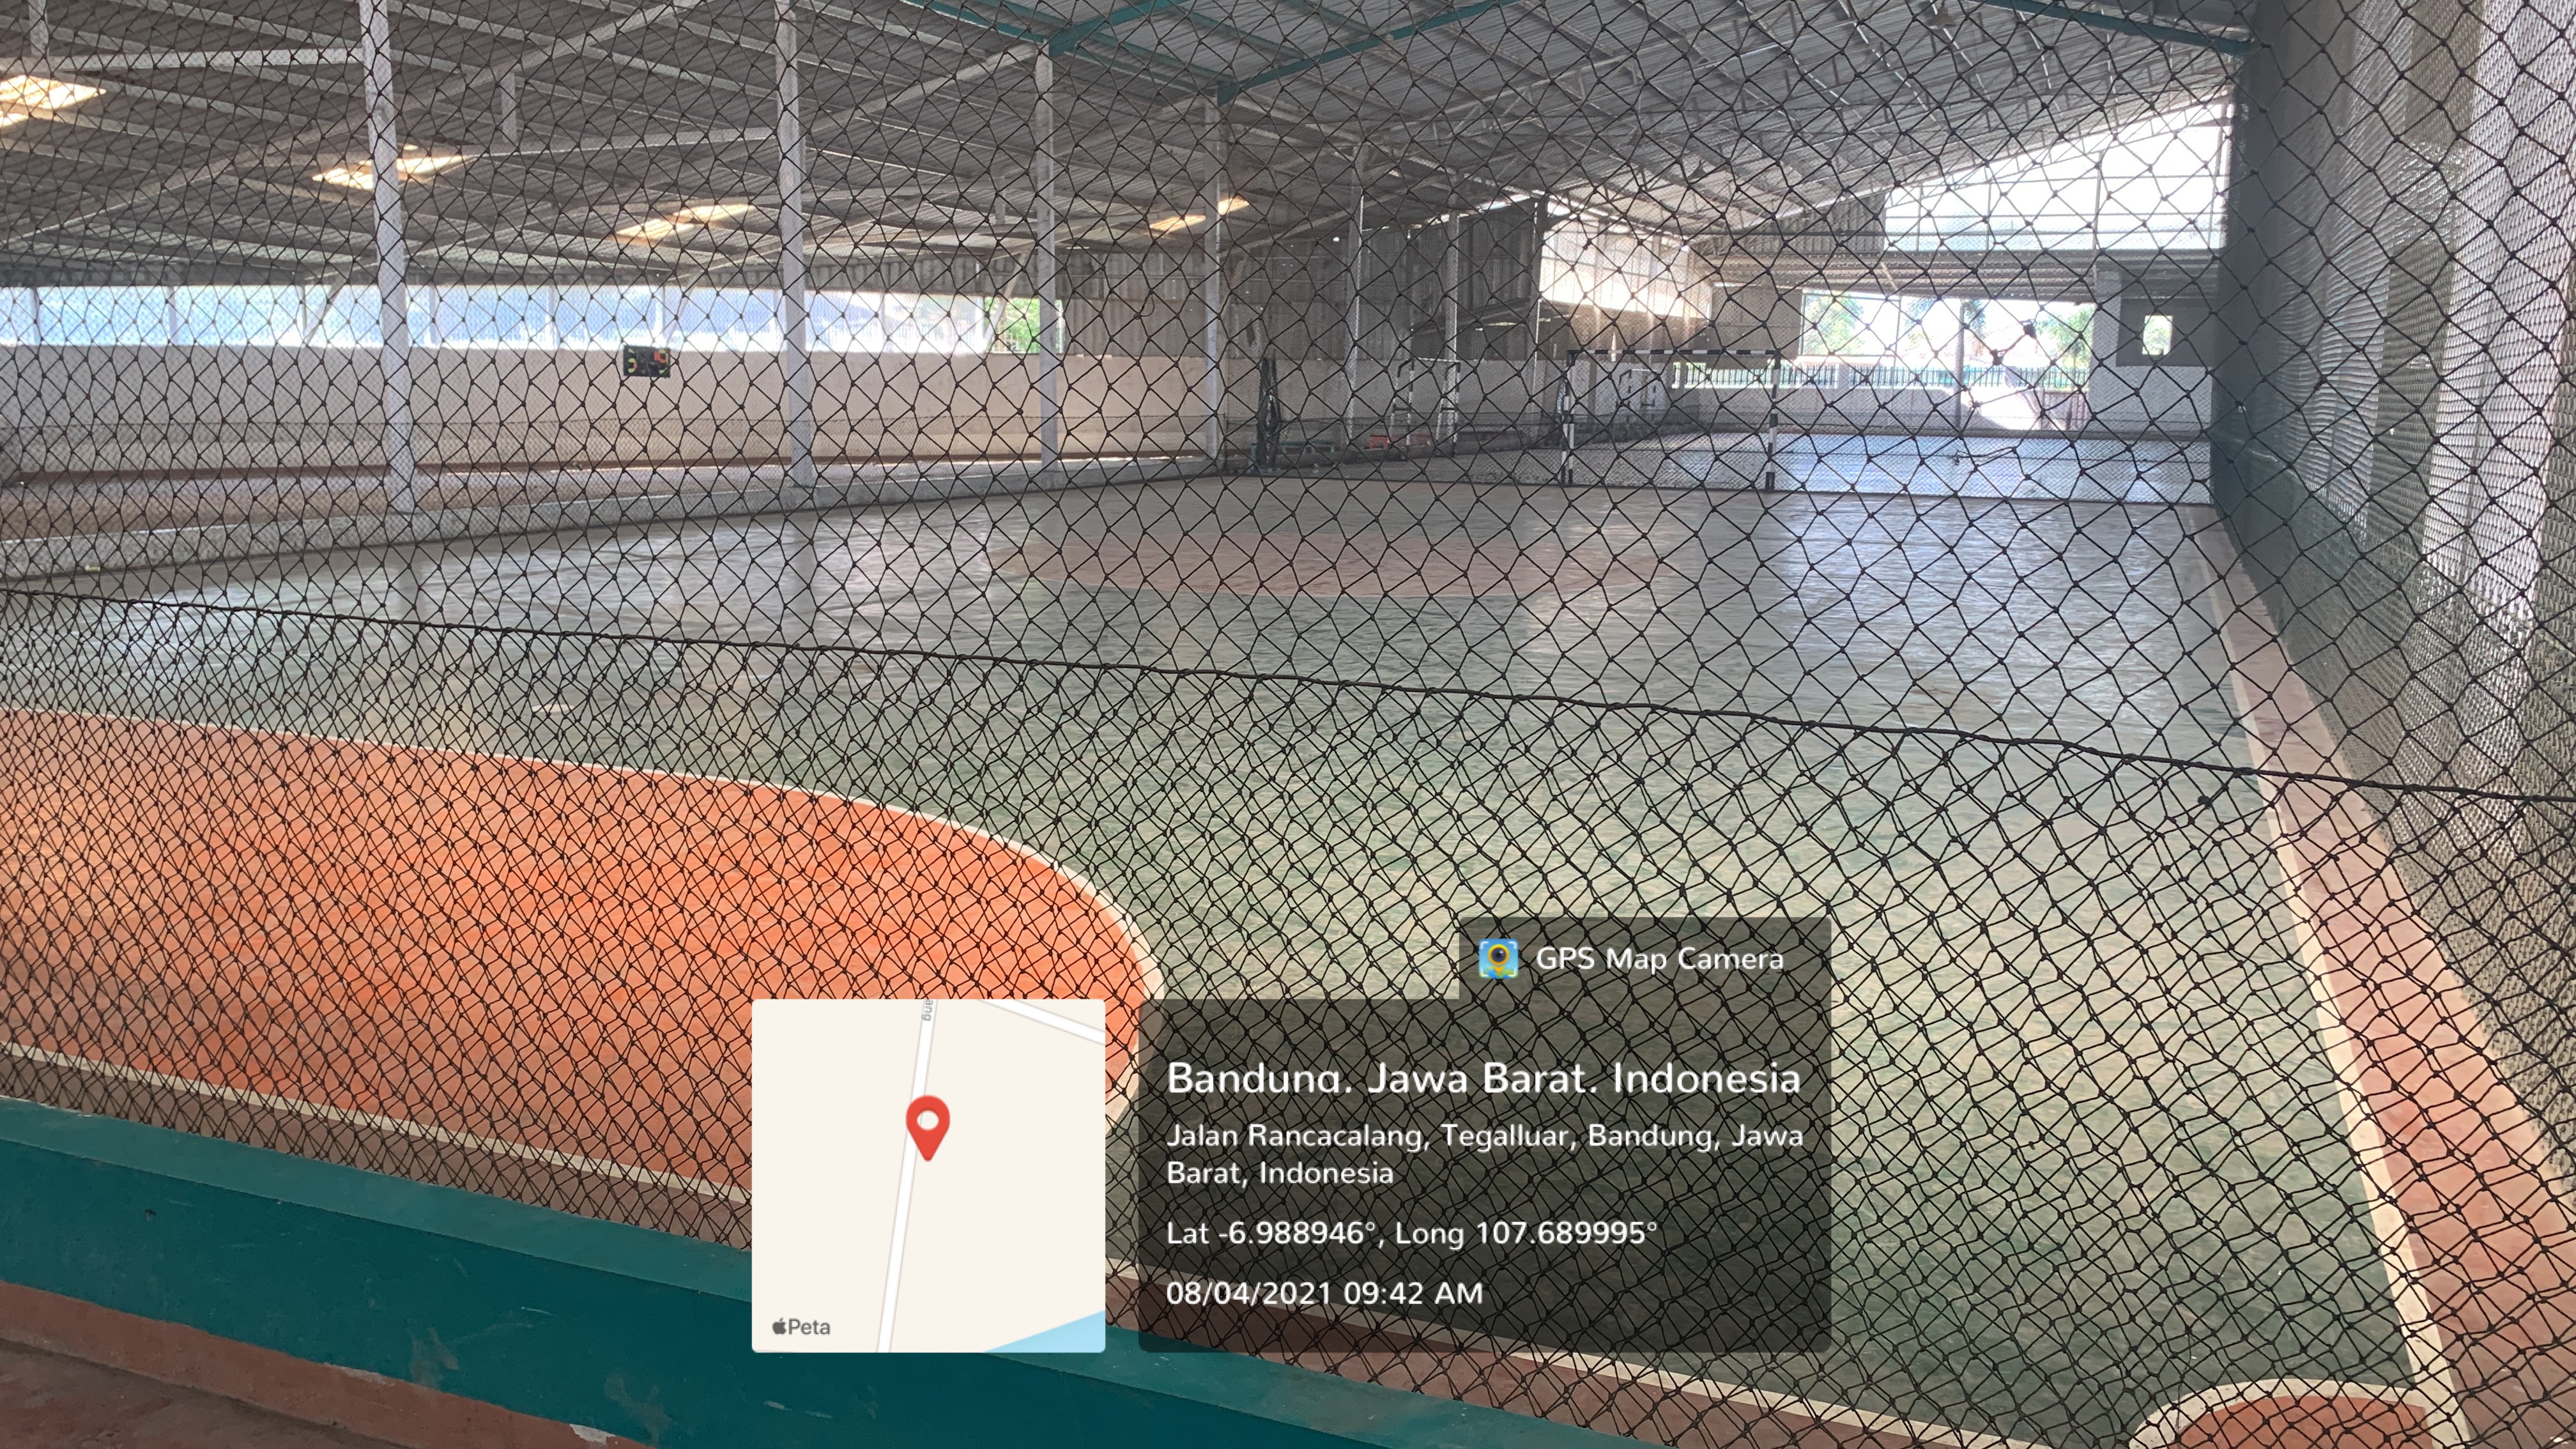 GPS Map Camera
Bandung, Jawa Barat, Indonesia
Jalan Rancacalang, Tegalluar, Bandung, Jawa
Barat, Indonesia
Lat -6.988946°, Long 107.689995°
08/04/2021 09:42 AM
ang
Peta